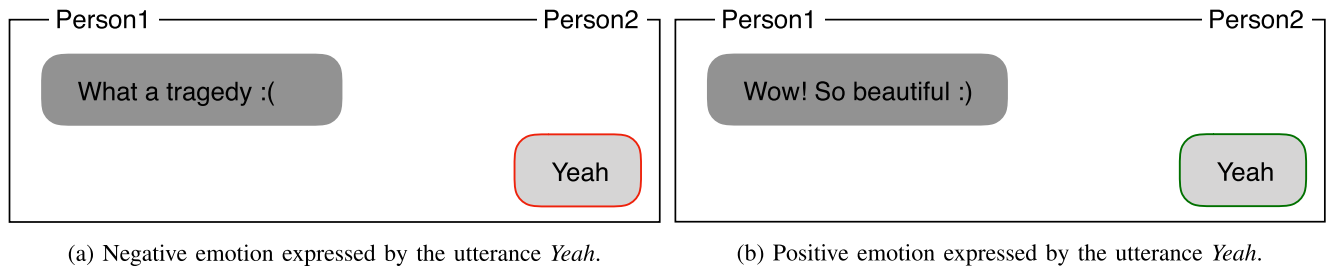 Person1 Person2
What a tragedy :(
Yeah
(a) Negative emotion expressed by the utterance Yeah.
Person1 Person2
Wow! So beautiful :)
Yeah
(b) Positive emotion expressed by the utterance Yeah.